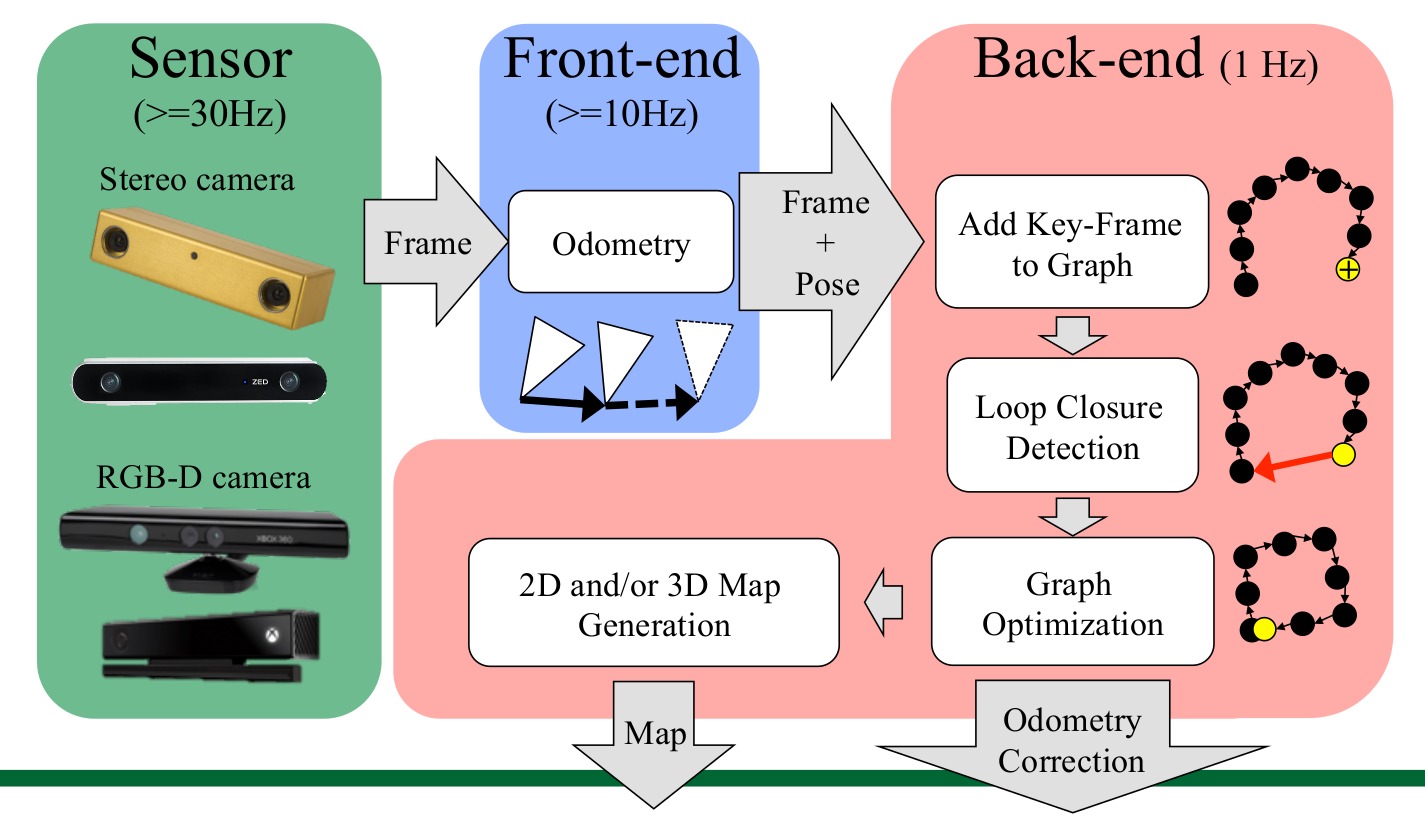 Sensor
(>=30Hz)
Stereo camera
ZED
RGB-D camera
XBOX 360
Frame
Front-end
(>=10Hz)
Odometry
Frame
+
Pose
Back-end (1 Hz)
Add Key-Frame
to Graph
Loop Closure
Detection
Graph
Optimization
2D and/or 3D Map
Generation
Map
Odometry
Correction